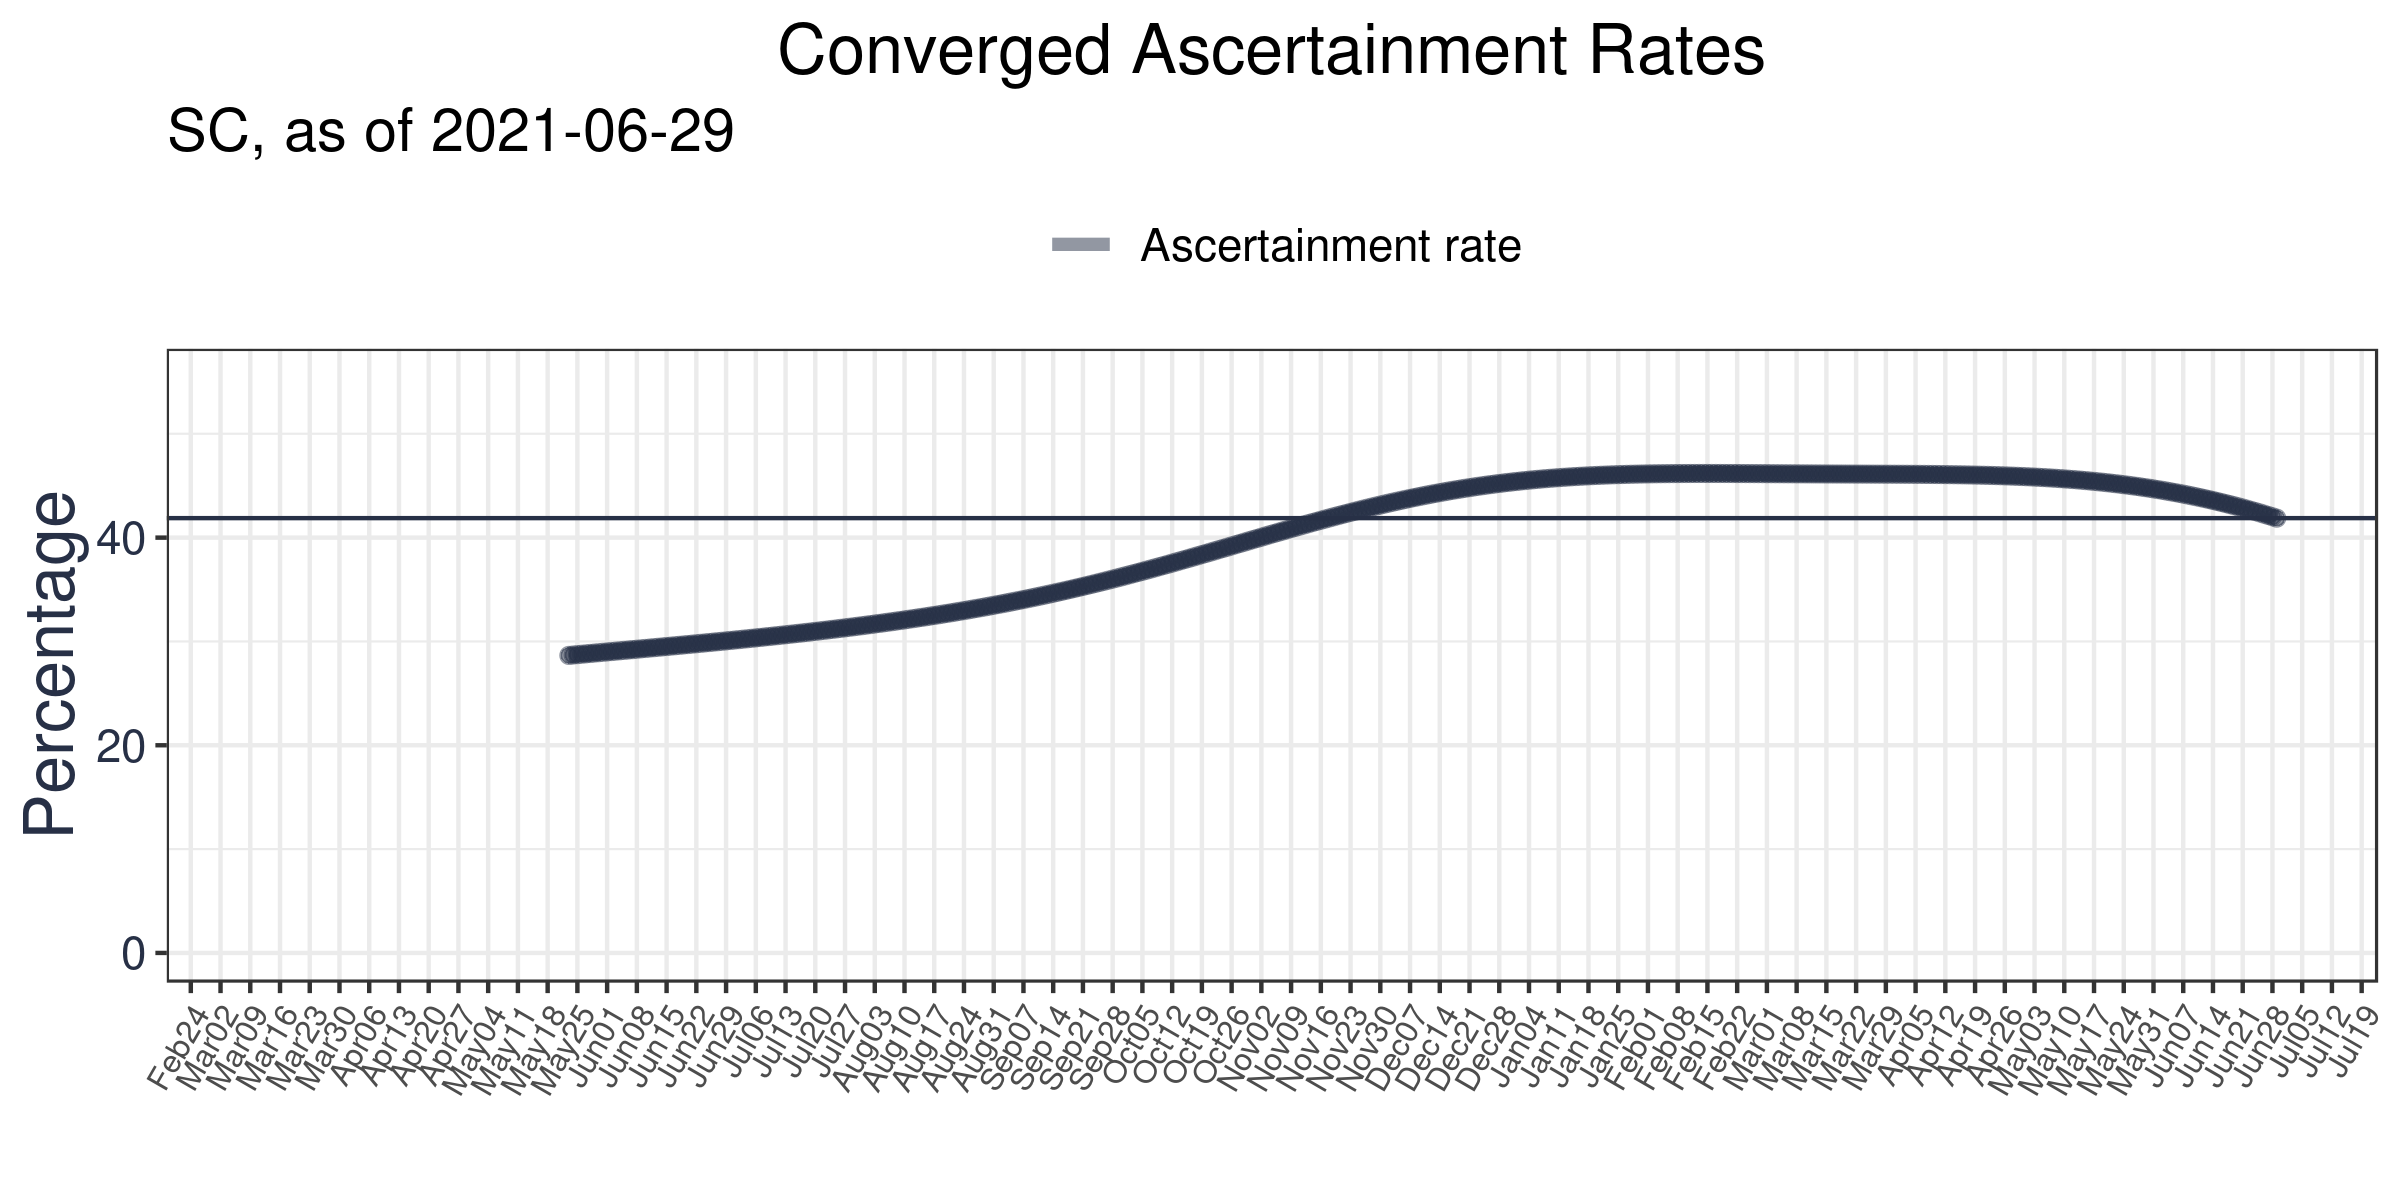 Converged Ascertainment Rates
SC, as of 2021-06-29
Ascertainment rate
Percentage
40
20
0
Feb24
Mar02
Mar09
Mar16
Mar23
Mar30
Apr06
Apr13
Apr20
Apr27
May04
May11
May18
May25
Jun01
Jun08
Jun15
Jun22
Jun29
Jul06
Jul13
Jul20
Jul27
Aug03
Aug10
Aug17
Aug24
Aug31
Sep07
Sep14
Sep21
Sep28
Oct05
Oct12
Oct19
Oct26
Nov02
Nov09
Nov16
Nov23
Nov30
Dec07
Dec14
Dec21
Dec28
Jan04
Jan11
Jan18
Jan25
Feb01
Feb08
Feb15
Feb22
Mar01
Mar08
Mar15
Mar22
Mar29
Apr05
Apr12
Apr19
Apr26
May03
May10
May17
May24
May31
Jun07
Jun14
Jun21
Jun28
Jul05
Jul12
Jul19